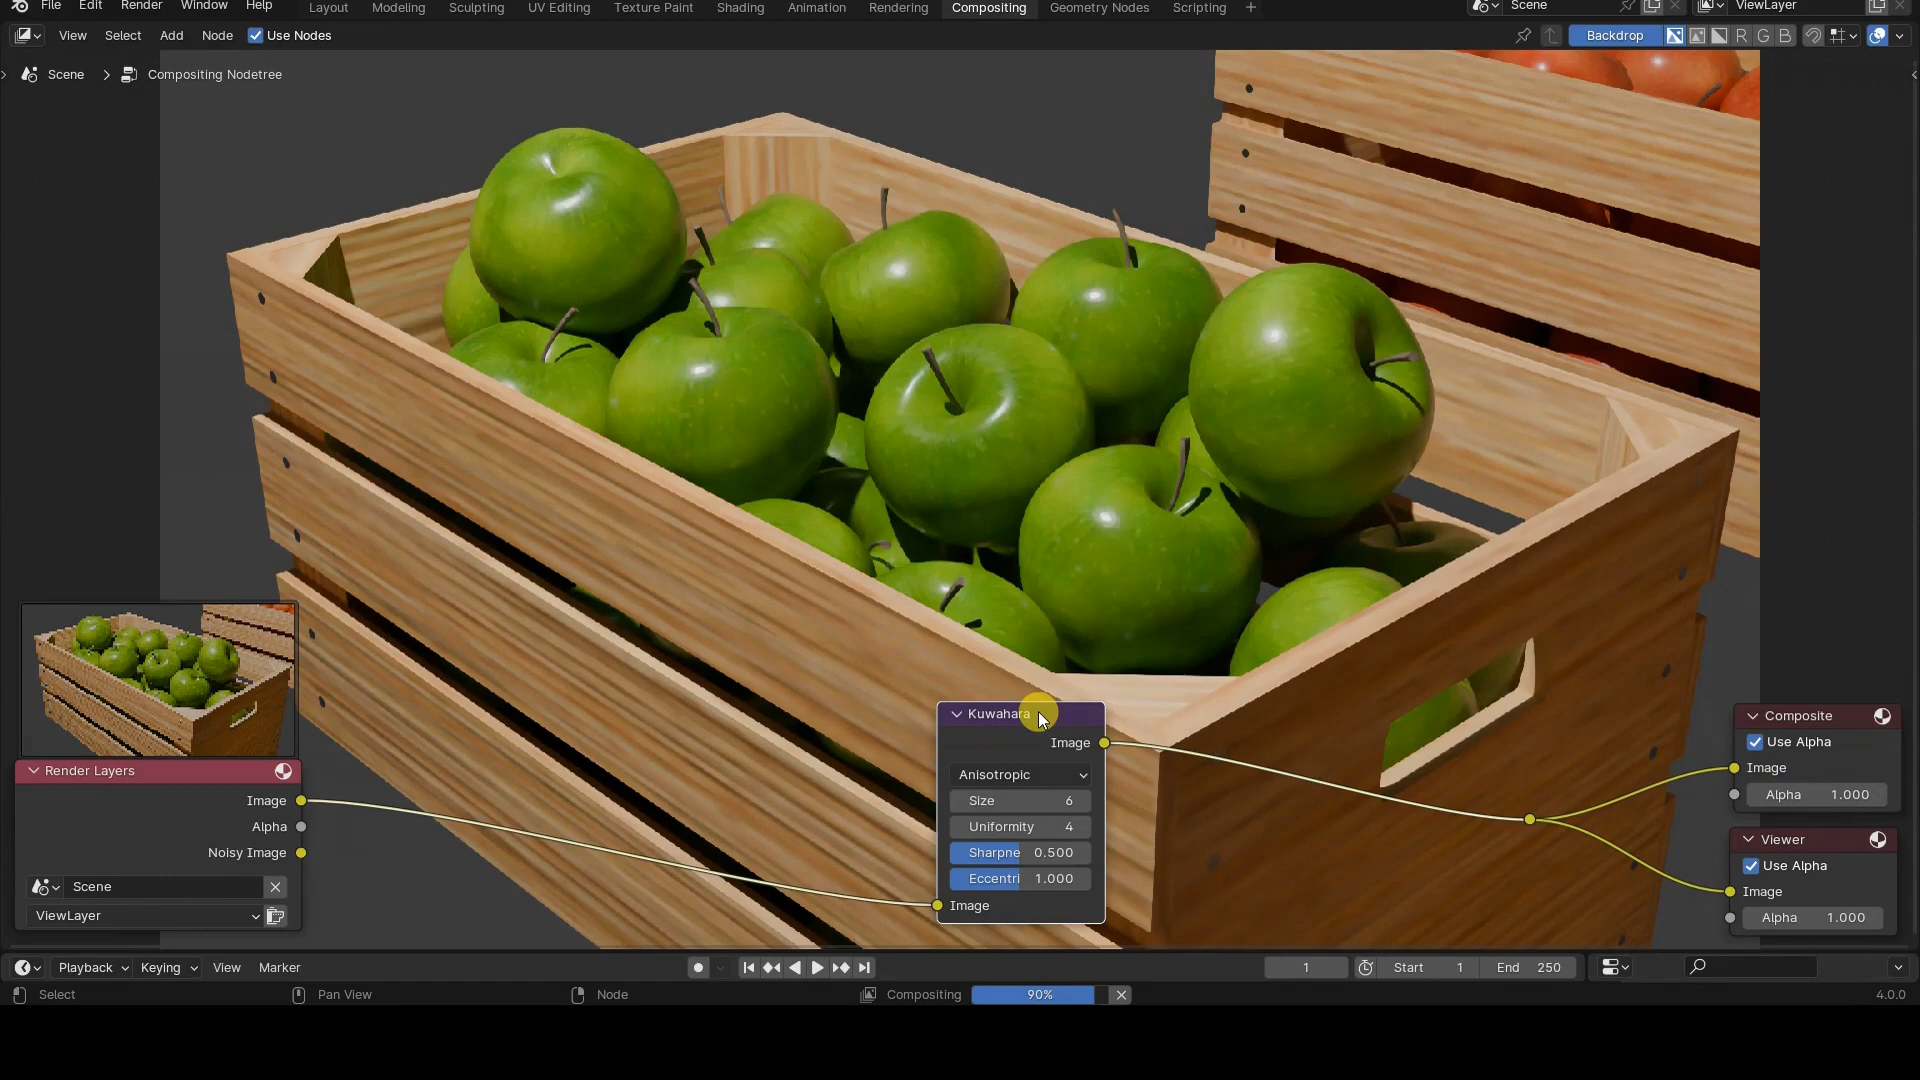 File Edit Render Window Help Layout Modeling Sculpting UV Editing Texture Paint Shading Animation Rendering Compositing Geometry Nodes Scripting + Scene ViewLayer
View Select Add Node Use Nodes Backdrop R G B
Scene > Compositing Nodetree
Kuwahara
Image
Anisotropic
Size 6
Uniformity 4
Sharpne 0.500
Eccentri 1.000
Image
Render Layers
Image
Alpha
Noisy Image
Scene
ViewLayer
Composite
Use Alpha
Image
Alpha 1.000
Viewer
Use Alpha
Image
Alpha 1.000
Playback Keying View Marker 1 Start 1 End 250
Select Pan View Node Compositing 90% 4.0.0